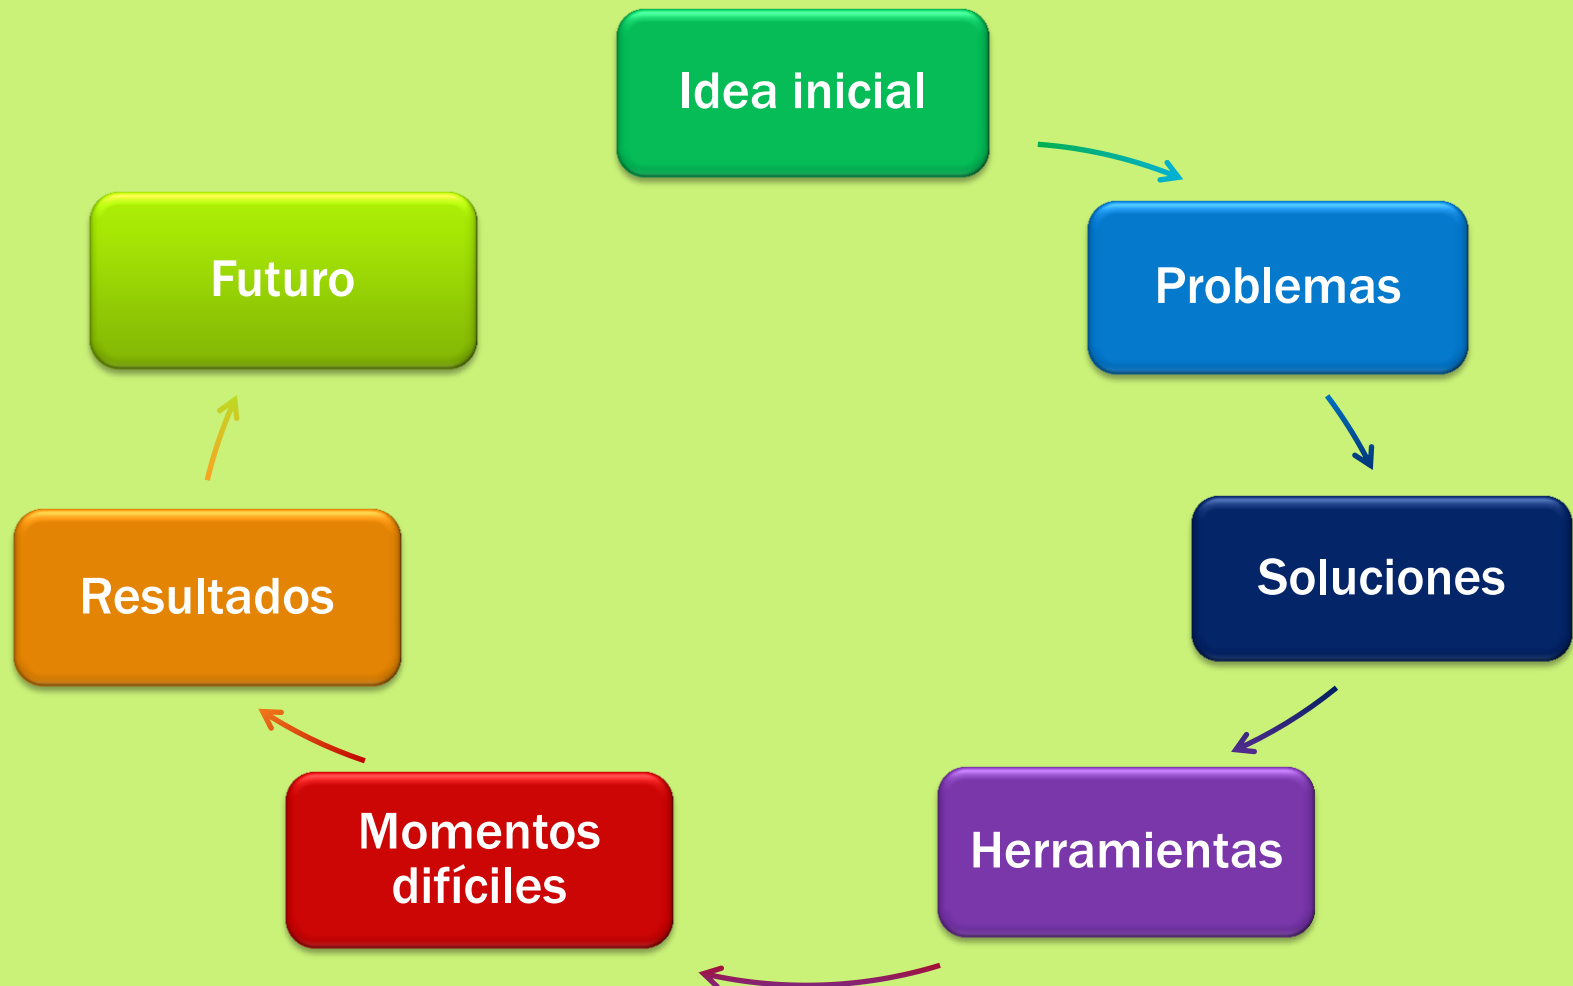 Idea inicial
Problemas
Soluciones
Herramientas
Momentos
difíciles
Resultados
Futuro